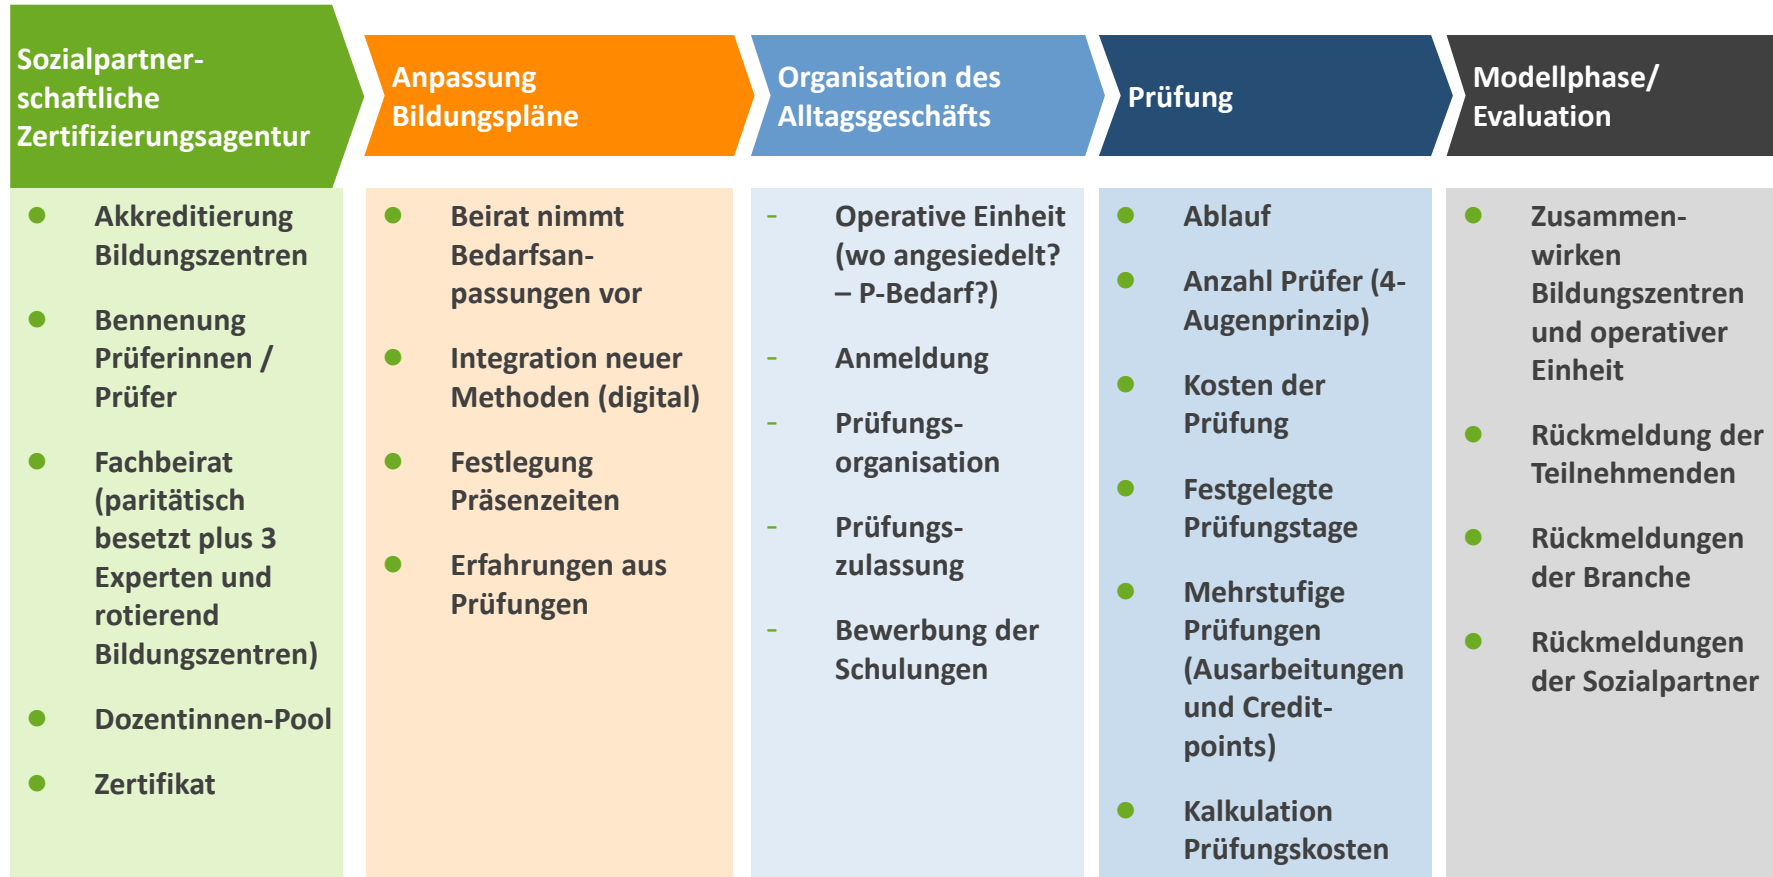 Sozialpartner-
schaftliche
Zertifizierungsagentur
Akkreditierung
Bildungszentren
Bennenung
Prüferinnen /
Prüfer
Fachbeirat
(paritätisch
besetzt plus 3
Experten und
rotierend
Bildungszentren)
Dozentinnen-Pool
Zertifikat
Anpassung
Bildungspläne
Beirat nimmt
Bedarfsan-
passungen vor
Integration neuer
Methoden (digital)
Festlegung
Präsenzeiten
Erfahrungen aus
Prüfungen
Organisation des
Alltagsgeschäfts
- Operative Einheit
(wo angesiedelt?
– P-Bedarf?)
- Anmeldung
- Prüfungs-
organisation
- Prüfungs-
zulassung
- Bewerbung der
Schulungen
Prüfung
Ablauf
Anzahl Prüfer (4-
Augenprinzip)
Kosten der
Prüfung
Festgelegte
Prüfungstage
Mehrstufige
Prüfungen
(Ausarbeitungen
und Credit-
points)
Kalkulation
Prüfungskosten
Modellphase/
Evaluation
Zusammen-
wirken
Bildungszentren
und operativer
Einheit
Rückmeldung der
Teilnehmenden
Rückmeldungen
der Branche
Rückmeldungen
der Sozialpartner